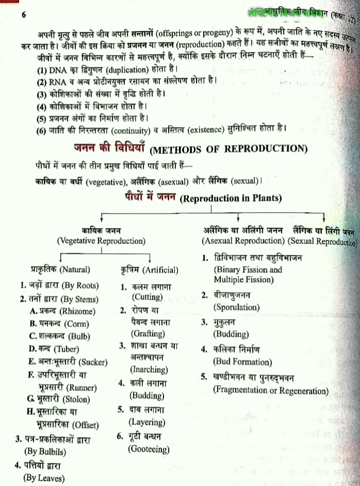 6
आधुनिक जीव विज्ञान (कक्षा
अपनी मृत्यु से पहले जीव अपनी सन्तानों (offsprings or progeny) के रूप में, अपनी जाति के नए सदस्य उत्पन्न
कर जाता है। जीवों की इस क्रिया को प्रजनन या जनन (reproduction) कहते हैं। यह सजीवों का महत्त्वपूर्ण लक्षण है।
जीवों में जनन विभिन्न कारणों से महत्त्वपूर्ण है, क्योंकि इसके दौरान निम्न घटनाएँ होती हैं—
(1) DNA का द्विगुणन (duplication) होता है।
(2) RNA व अन्य प्रोटीनयुक्त रसायन का संश्लेषण होता है।
(3) कोशिकाओं की संख्या में वृद्धि होती है।
(4) कोशिकाओं में विभाजन होता है।
(5) प्रजनन अंगों का निर्माण होता है।
(6) जाति की निरन्तरता (continuity) व अस्तित्व (existence) सुनिश्चित होता है।
जनन की विधियाँ (METHODS OF REPRODUCTION)
पौधों में जनन की तीन प्रमुख विधियाँ पाई जाती हैं—
कायिक या वर्धी (vegetative), अलैंगिक (asexual) और लैंगिक (sexual)।
पौधों में जनन (Reproduction in Plants)
कायिक जनन
(Vegetative Reproduction)
अलैंगिक या अलिंगी जनन
(Asexual Reproduction)
लैंगिक या लिंगी जनन
(Sexual Reproduction)
प्राकृतिक (Natural)
1. जड़ों द्वारा (By Roots)
2. तनों द्वारा (By Stems)
A. प्रकन्द (Rhizome)
B. घनकन्द (Corm)
C. शल्ककन्द (Bulb)
D. कन्द (Tuber)
E. अन्तःभूस्तारी (Sucker)
F. उपरिभूस्तारी या
भूप्रसारी (Runner)
G. भूस्तारी (Stolon)
H. भूस्तारिका या
भूप्रसारिका (Offset)
3. पत्र-प्रकलिकाओं द्वारा
(By Bulbils)
4. पत्तियों द्वारा
(By Leaves)
कृत्रिम (Artificial)
1. कलम लगाना
(Cutting)
2. रोपण या
पैबन्द लगाना
(Grafting)
3. शाखा बन्धन या
अन्तश्चापन
(Inarching)
4. कली लगाना
(Budding)
5. दाब लगाना
(Layering)
6. गूटी बन्धन
(Gooteeing)
1. द्विविभाजन तथा बहुविभाजन
(Binary Fission and
Multiple Fission)
2. बीजाणुजनन
(Sporulation)
3. मुकुलन
(Budding)
4. कलिका निर्माण
(Bud Formation)
5. खण्डीभवन या पुनरुद्भवन
(Fragmentation or Regeneration)